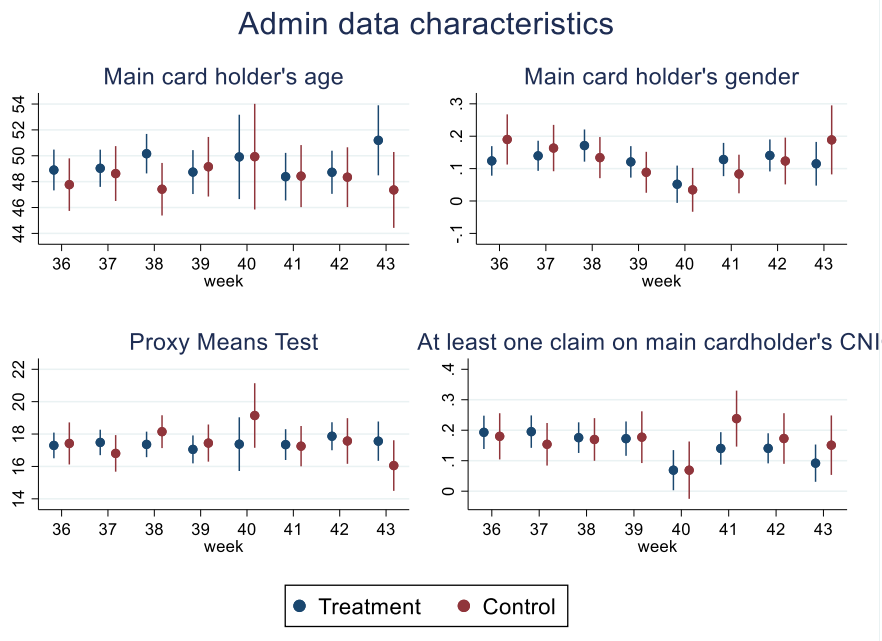 Admin data characteristics
Main card holder's age
54
52
50
48
46
44
36 37 38 39 40 41 42 43
week
Main card holder's gender
.3
.2
.1
0
-.1
36 37 38 39 40 41 42 43
week
Proxy Means Test
22
20
18
16
14
36 37 38 39 40 41 42 43
week
At least one claim on main cardholder's CNI
.4
.3
.2
.1
0
36 37 38 39 40 41 42 43
week
Treatment Control